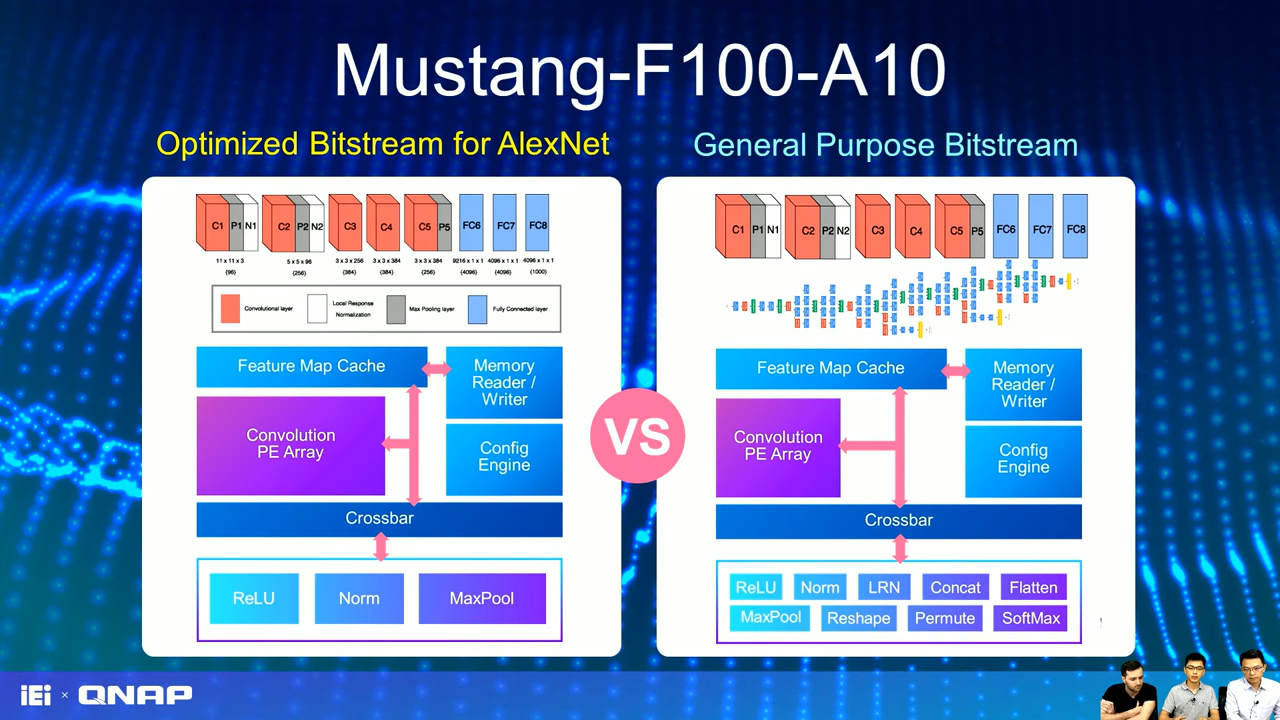 Mustang-F100-A10
Optimized Bitstream for AlexNet
General Purpose Bitstream
C1 P1 N1 C2 P2 N2 C3 C4 C5 P5 FC6 FC7 FC8
11 x 11 x 3 5 x 5 x 96 3 x 3 x 256 3 x 3 x 384 3 x 3 x 384 9216 x 1 x 1 4096 x 1 x 1 4096 x 1 x 1
(96) (256) (384) (384) (256) (4096) (4096) (1000)
Convolutional layer
Local Response
Normalization
Max Pooling layer
Fully Connected layer
Feature Map Cache
Memory
Reader /
Writer
Convolution
PE Array
Config
Engine
Crossbar
ReLU Norm MaxPool
VS
C1 P1 N1 C2 P2 N2 C3 C4 C5 P5 FC6 FC7 FC8
Feature Map Cache
Memory
Reader /
Writer
Convolution
PE Array
Config
Engine
Crossbar
ReLU Norm LRN Concat Flatten
MaxPool Reshape Permute SoftMax
iEi × QNAP